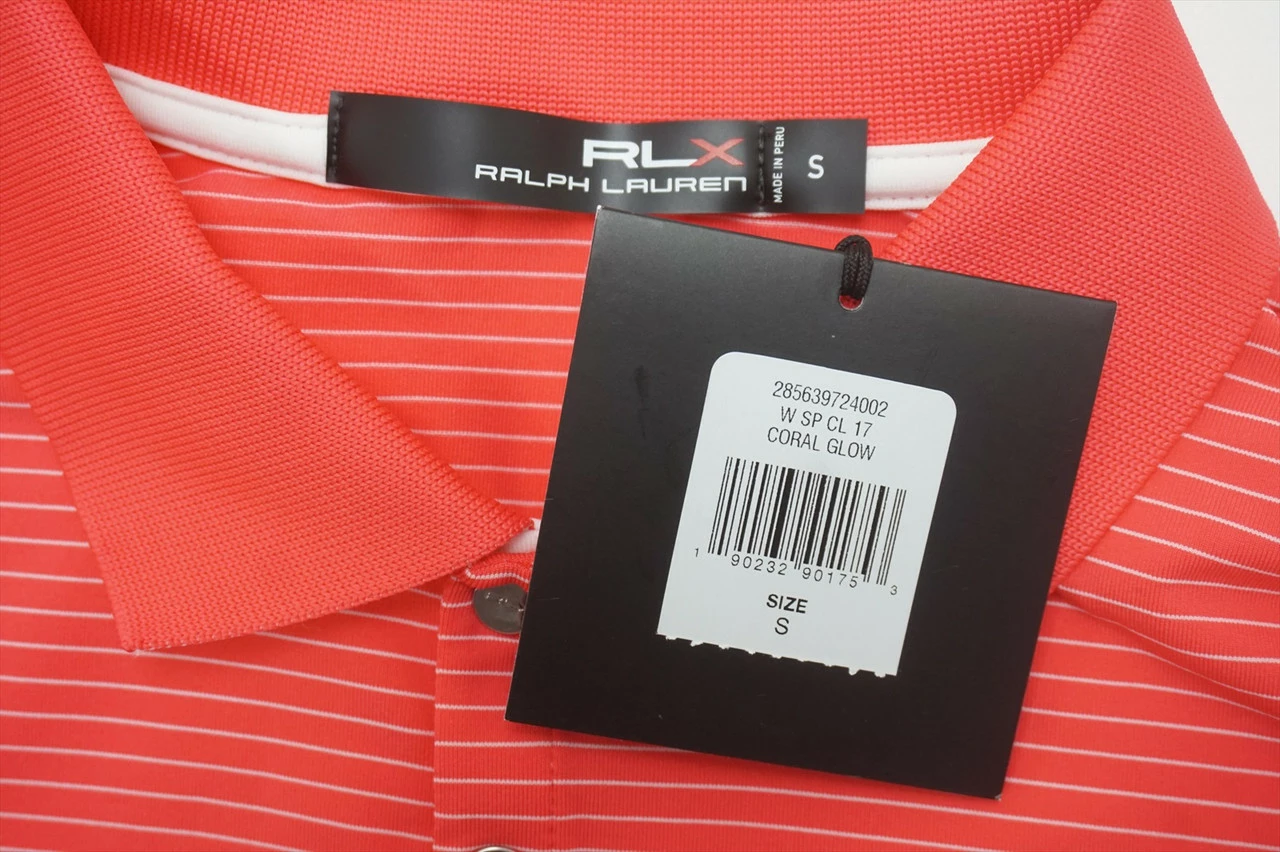 RLX
RALPH LAUREN
MADE IN PERU
S
285639724002
W SP CL 17
CORAL GLOW
1 90232 90175 3
SIZE
S